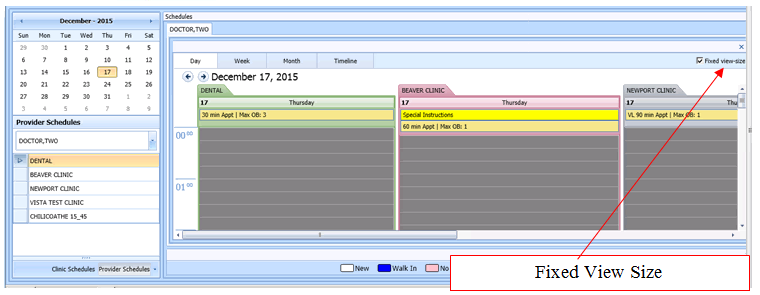 December - 2015
Sun Mon Tue Wed Thu Fri Sat
29 30 1 2 3 4 5
6 7 8 9 10 11 12
13 14 15 16 17 18 19
20 21 22 23 24 25 26
27 28 29 30 31 1 2
3 4 5 6 7 8 9
Provider Schedules
DOCTOR,TWO
DENTAL
BEAVER CLINIC
NEWPORT CLINIC
VISTA TEST CLINIC
CHILICOATHE 15_45
Clinic Schedules Provider Schedules
Schedules
DOCTOR,TWO
Day Week Month Timeline
Fixed view-size
December 17, 2015
DENTAL BEAVER CLINIC NEWPORT CLINIC
17 Thursday 17 Thursday 17 Thu
30 min Appt | Max OB: 3
Special Instructions
60 min Appt | Max OB: 1
VL 90 min Appt | Max OB: 1
00 00
01 00
New Walk In No
Fixed View Size